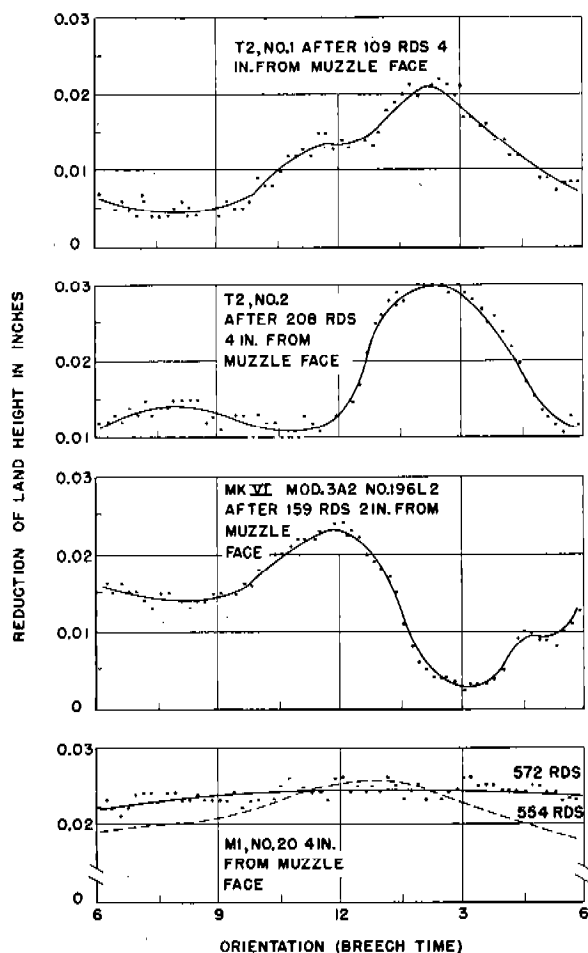 REDUCTION OF LAND HEIGHT IN INCHES
0.03
0.02
0.01
0
T2, NO.1 AFTER 109 RDS 4
IN. FROM MUZZLE FACE
0.03
0.02
0.01
T2, NO.2
AFTER 208 RDS
4 IN. FROM
MUZZLE FACE
0.03
0.02
0.01
0
MK VI MOD.3A2 NO.196L2
AFTER 159 RDS 2IN. FROM
MUZZLE
FACE
0.03
0.02
0
572 RDS
554 RDS
M1, NO.20 4IN.
FROM MUZZLE
FACE
6 9 12 3 6
ORIENTATION (BREECH TIME)